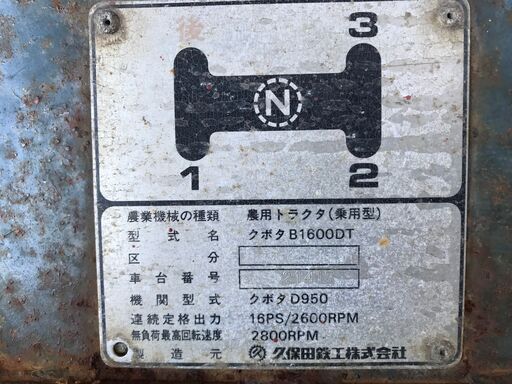 後 3
N
1 2
農業機械の種類 農用トラクタ(乗用型)
型式名 クボタB1600DT
区分
車台番号
機関型式 クボタD950
連続定格出力 16PS/2600RPM
無負荷最高回転速度 2800RPM
製造元 久保田鉄工株式会社